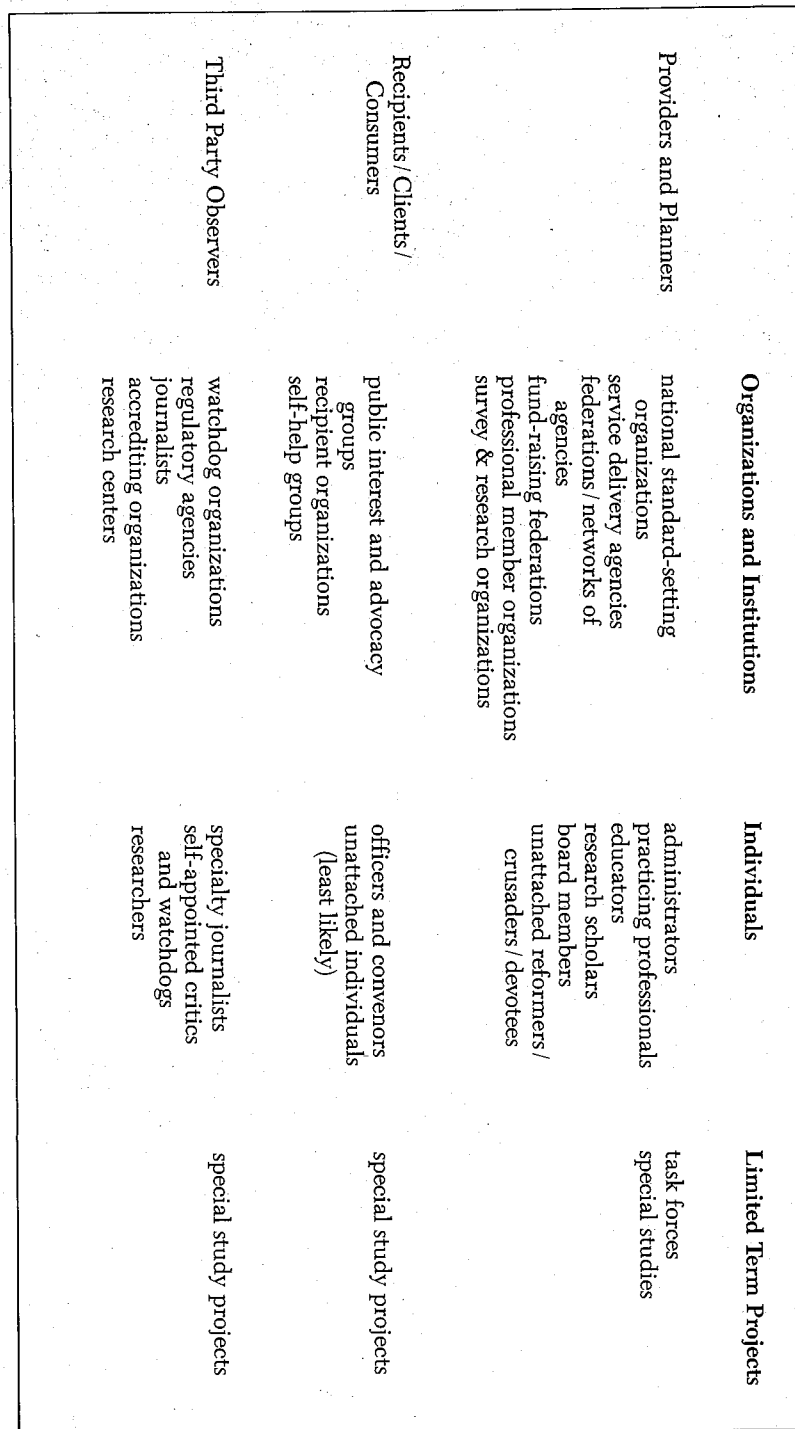 Organizations and Institutions
Individuals
Limited Term Projects
Providers and Planners
national standard-setting
organizations
service delivery agencies
federations/networks of
agencies
fund-raising federations
professional member organizations
survey & research organizations
administrators
practicing professionals
educators
research scholars
board members
unattached reformers/
crusaders/devotees
task forces
special studies
Recipients/Clients/
Consumers
public interest and advocacy
groups
recipient organizations
self-help groups
officers and convenors
unattached individuals
(least likely)
special study projects
Third Party Observers
watchdog organizations
regulatory agencies
journalists
accrediting organizations
research centers
specialty journalists
self-appointed critics
and watchdogs
researchers
special study projects